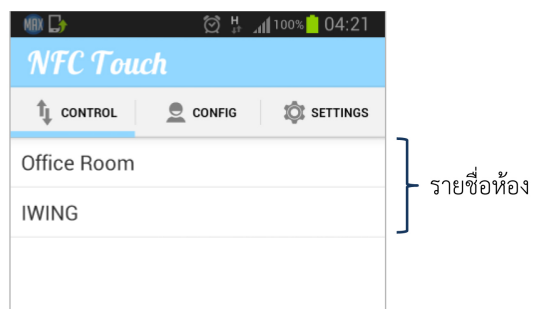 MAX H 100% 04:21
NFC Touch
CONTROL CONFIG SETTINGS
Office Room
IWING
รายชื่อห้อง